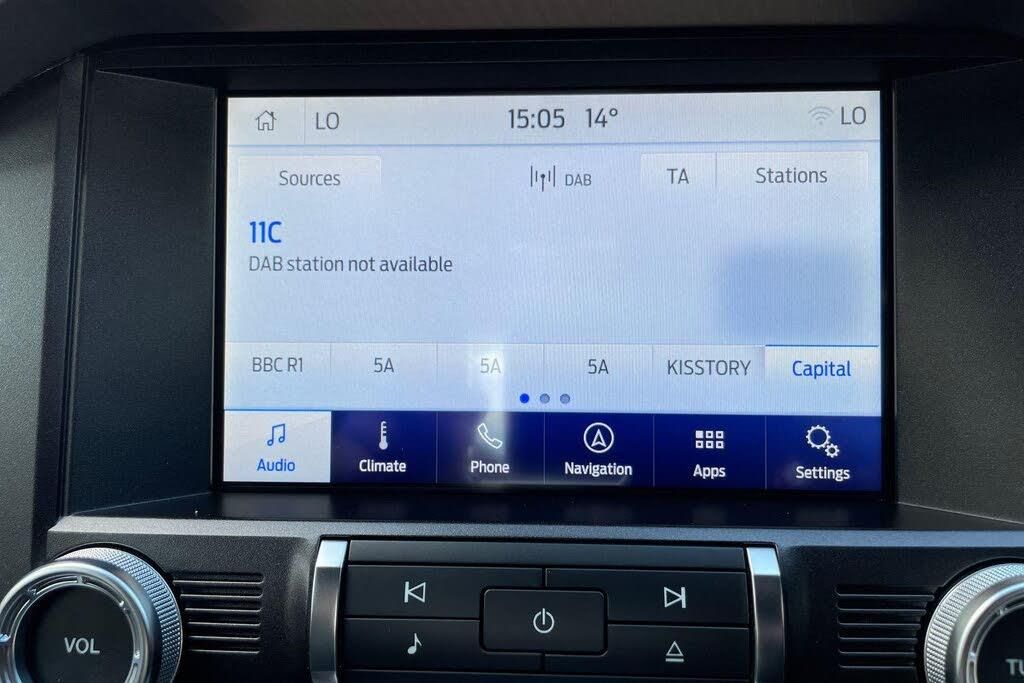 LO 15:05 14° LO
Sources DAB TA Stations
11C
DAB station not available
BBC R1 5A 5A 5A KISSTORY Capital
Audio Climate Phone Navigation Apps Settings
VOL